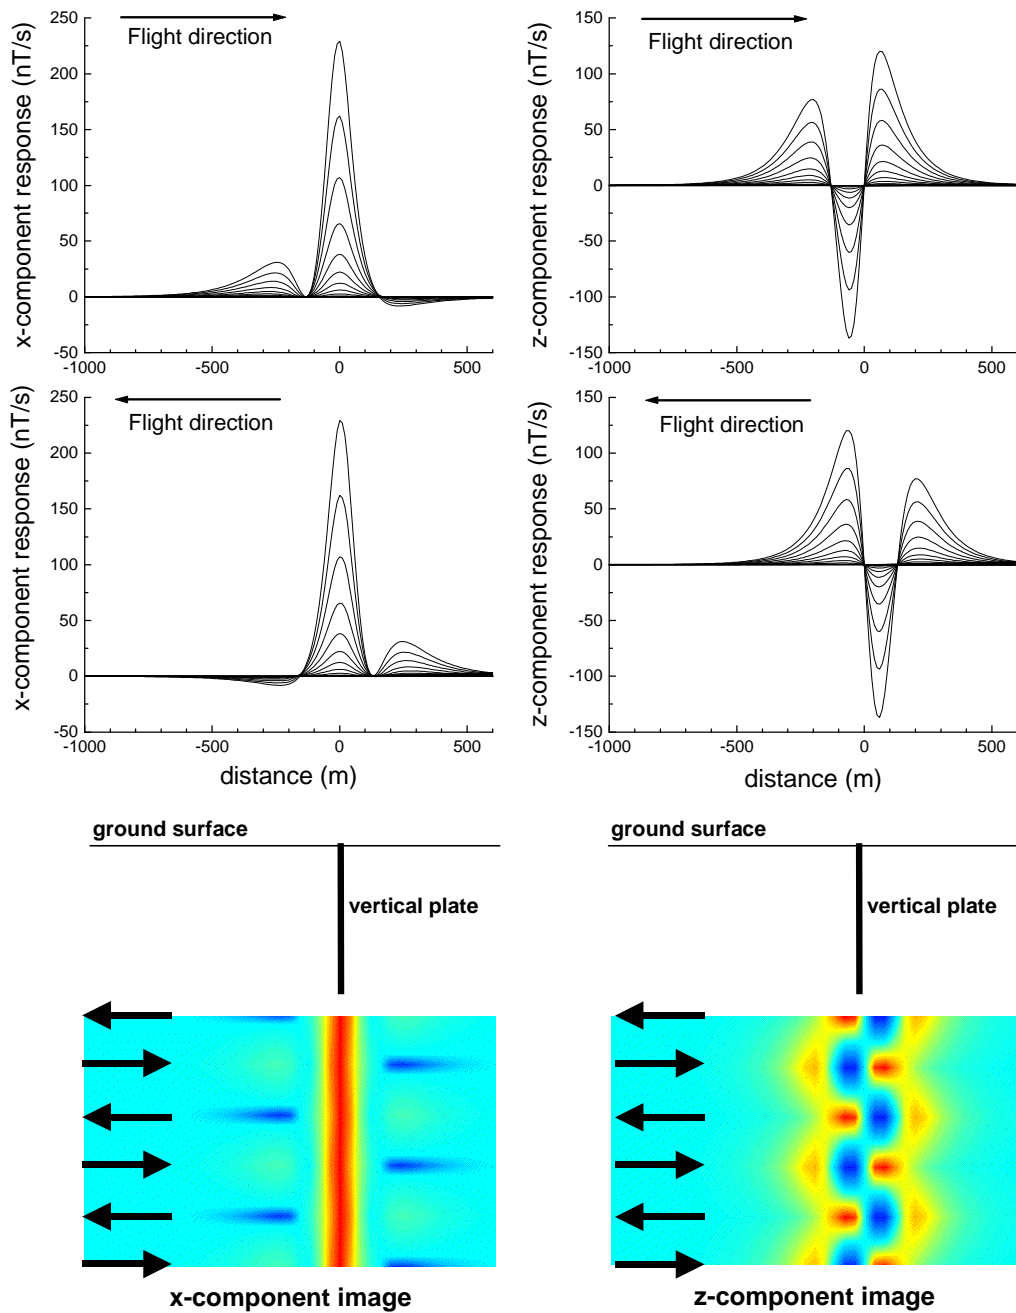 x-component response (nT/s)
250
200
150
100
50
0
-50
-1000
-500
0
500
Flight direction
z-component response (nT/s)
150
100
50
0
-50
-100
-150
-1000
-500
0
500
Flight direction
x-component response (nT/s)
250
200
150
100
50
0
-50
-1000
-500
0
500
Flight direction
distance (m)
z-component response (nT/s)
150
100
50
0
-50
-100
-150
-1000
-500
0
500
Flight direction
distance (m)
ground surface
vertical plate
x-component image
ground surface
vertical plate
z-component image